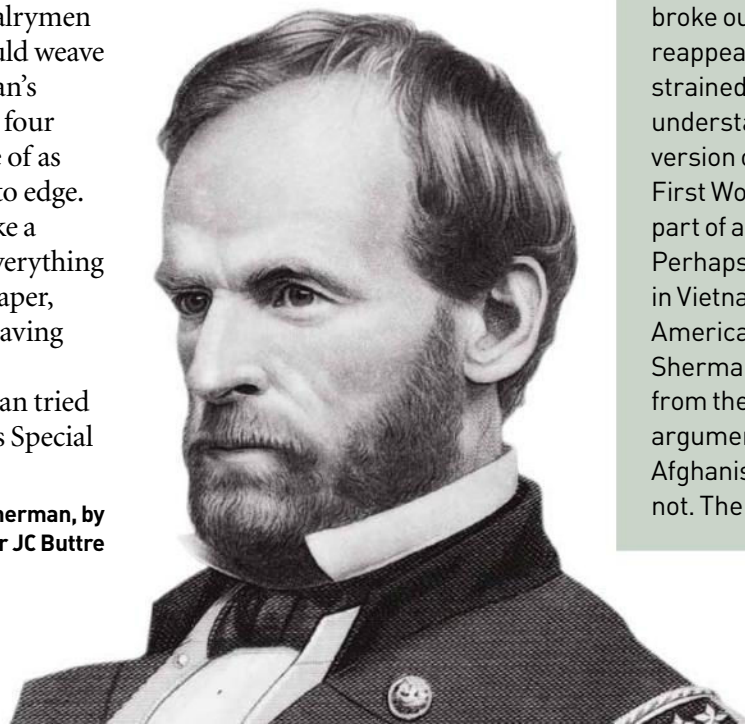 alrymen
uld weave
an's
four
e of as
to edge.
ke a
verything
aper,
aving
an tried
s Special
herman, by
r JC Buttre
broke ou
reappea
strained
understa
version o
First Wo
part of a
Perhaps
in Vietna
America
Sherma
from the
argumen
Afghanis
not. The